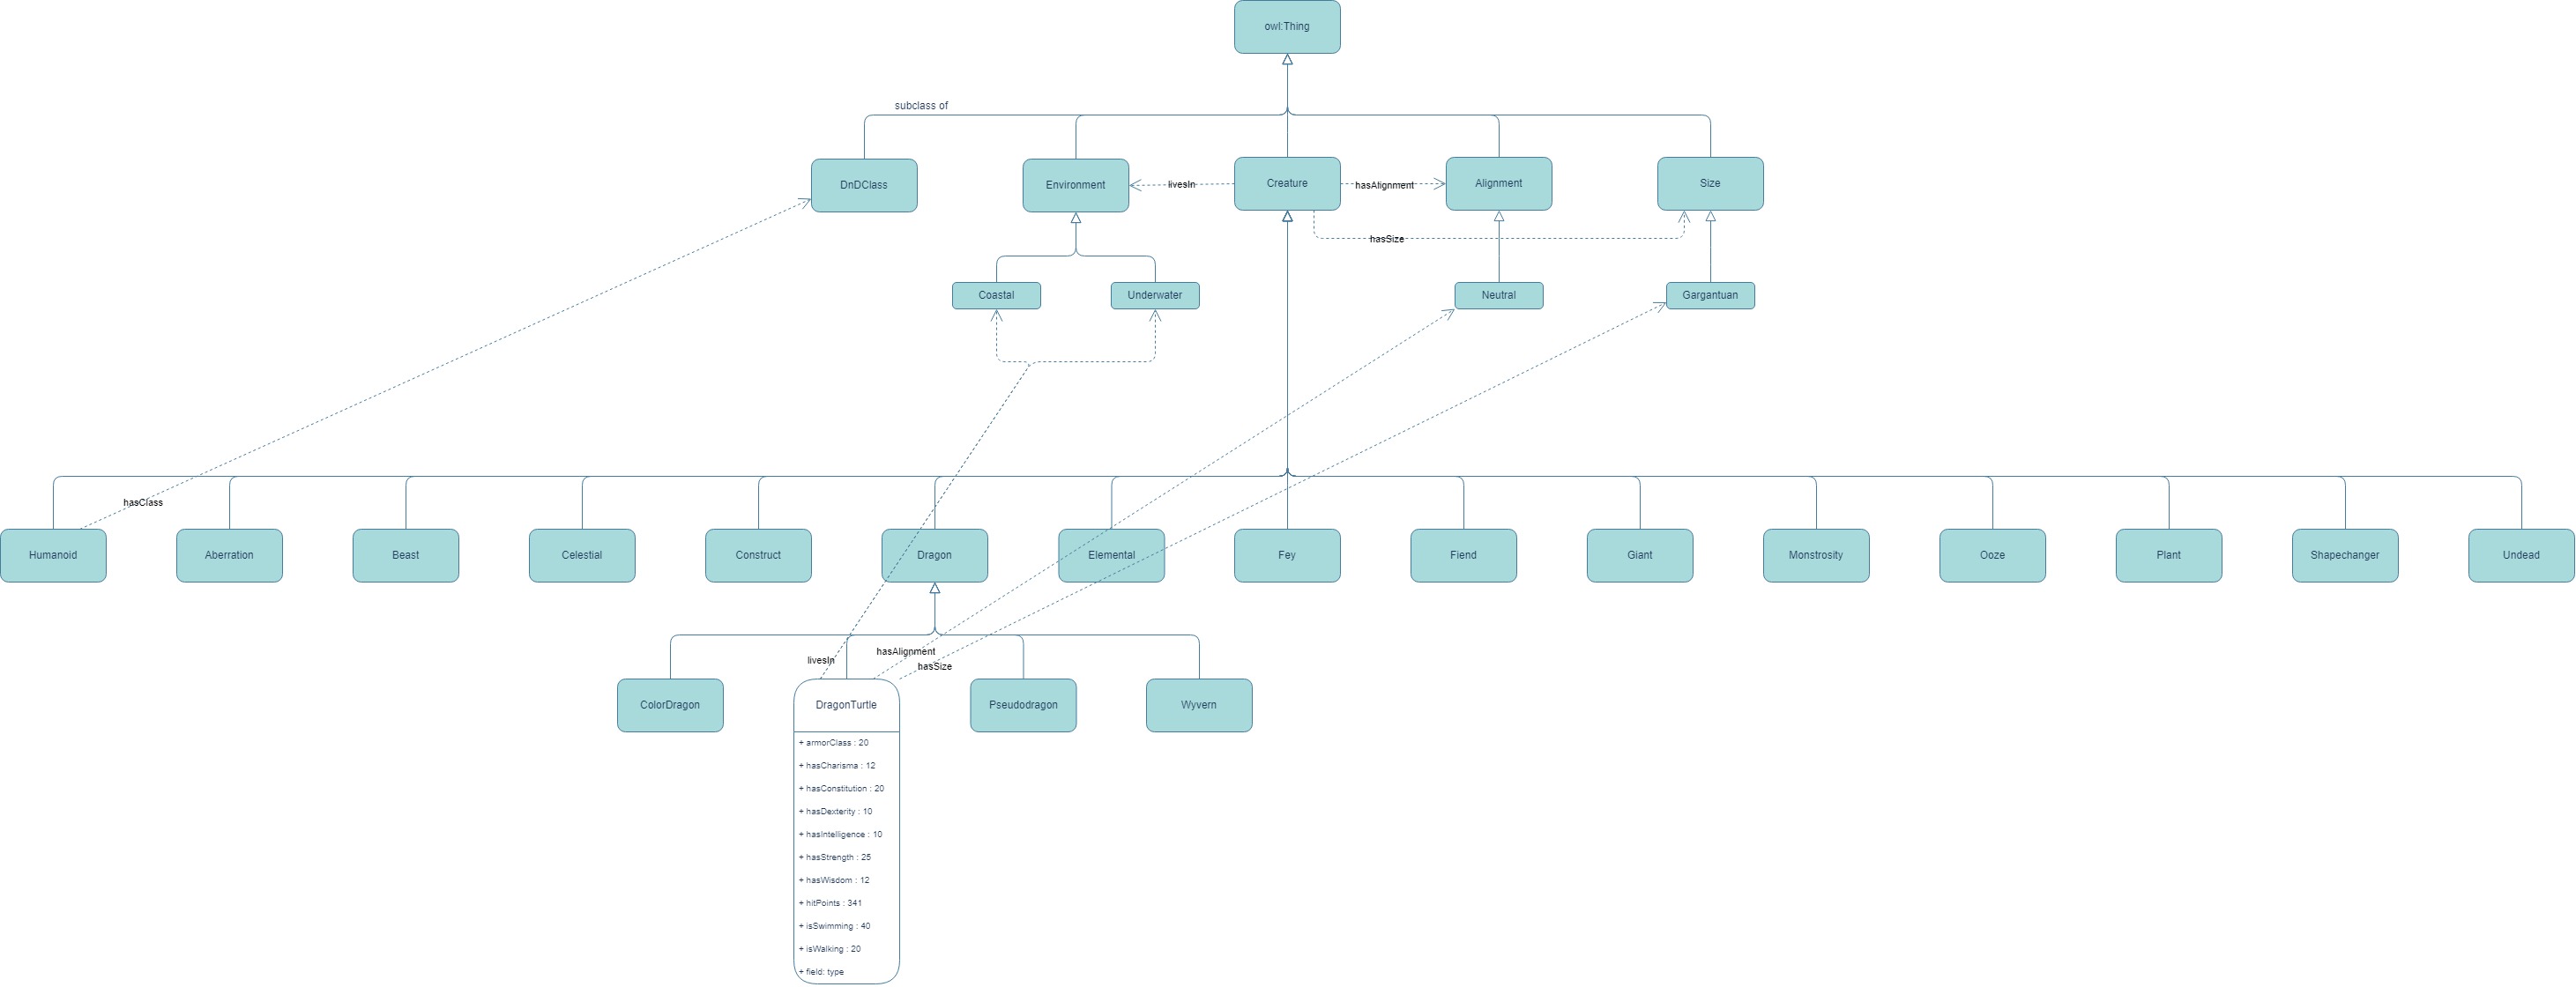 owl:Thing
subclass of
DnDClass
Environment
livesIn
Creature
hasAlignment
Alignment
Size
hasSize
Coastal
Underwater
Neutral
Gargantuan
hasClass
Humanoid
Aberration
Beast
Celestial
Construct
Dragon
Elemental
Fey
Fiend
Giant
Monstrosity
Ooze
Plant
Shapechanger
Undead
livesIn
hasAlignment
hasSize
ColorDragon
DragonTurtle
Pseudodragon
Wyvern
+ armorClass : 20
+ hasCharisma : 12
+ hasConstitution : 20
+ hasDexterity : 10
+ hasIntelligence : 10
+ hasStrength : 25
+ hasWisdom : 12
+ hitPoints : 341
+ isSwimming : 40
+ isWalking : 20
+ field: type